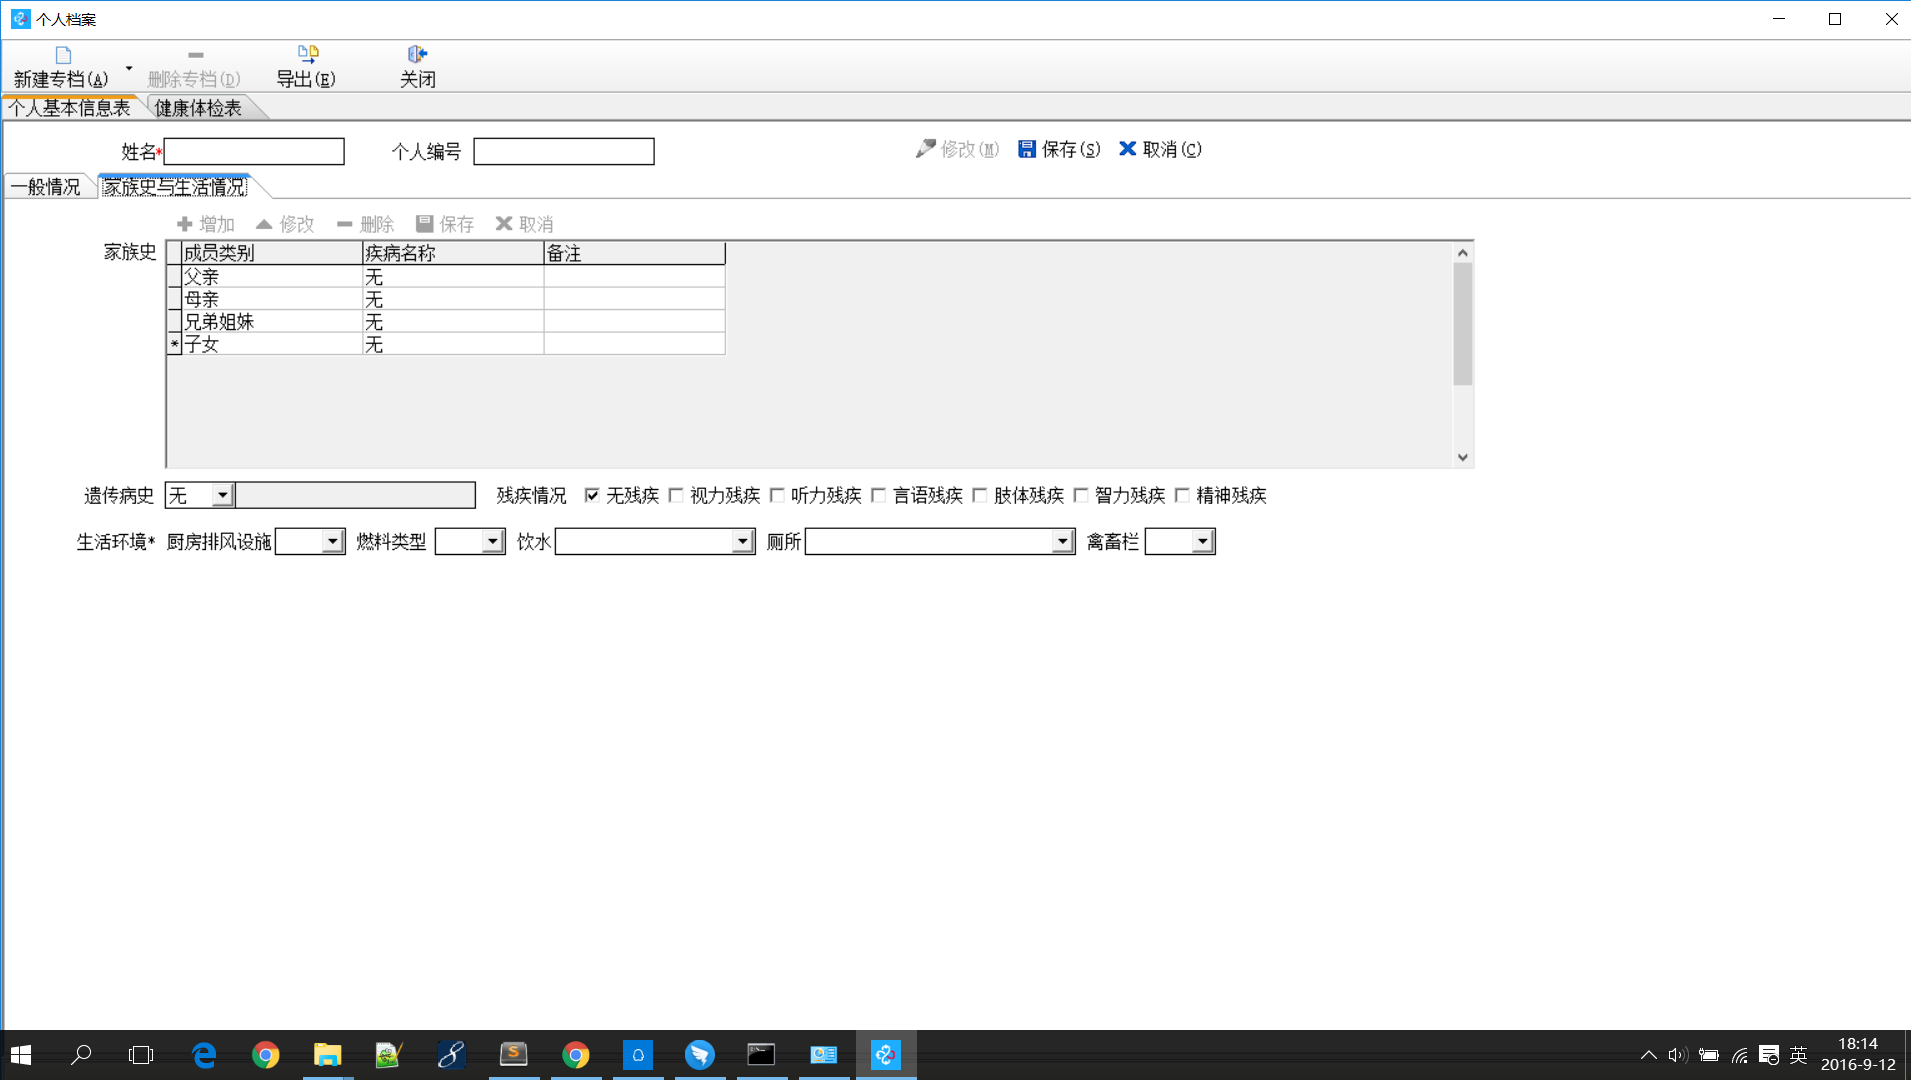 个人档案
新建专档(A) 删除专档(D) 导出(E) 关闭
个人基本信息表 健康体检表
姓名* 个人编号 修改(M) 保存(S) 取消(C)
一般情况 家族史与生活情况
增加 修改 删除 保存 取消
家族史 成员类别 疾病名称 备注
父亲 无
母亲 无
兄弟姐妹 无
* 子女 无
遗传病史 无 残疾情况 无残疾 视力残疾 听力残疾 言语残疾 肢体残疾 智力残疾 精神残疾
生活环境* 厨房排风设施 燃料类型 饮水 厕所 禽畜栏
英 18:14
2016-9-12